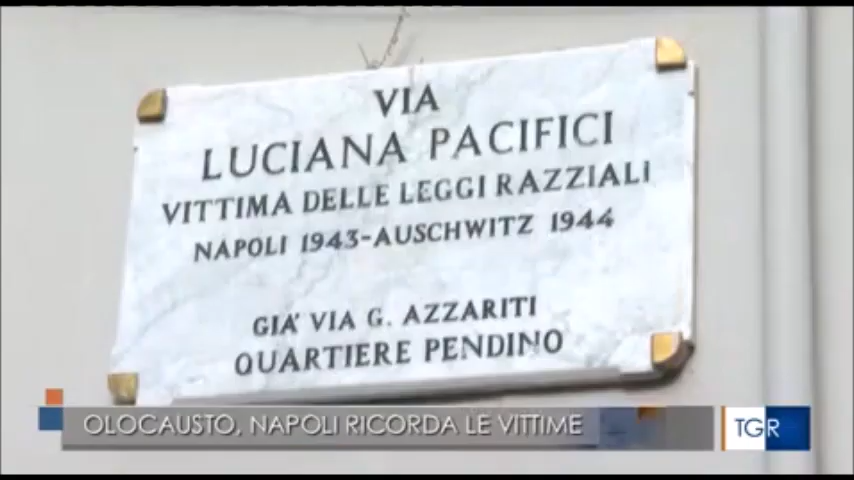 VIA
LUCIANA PACIFICI
VITTIMA DELLE LEGGI RAZZIALI
NAPOLI 1943-AUSCHWITZ 1944
GIA' VIA G. AZZARITI
QUARTIERE PENDINO
OLOCAUSTO, NAPOLI RICORDA LE VITTIME
TGR